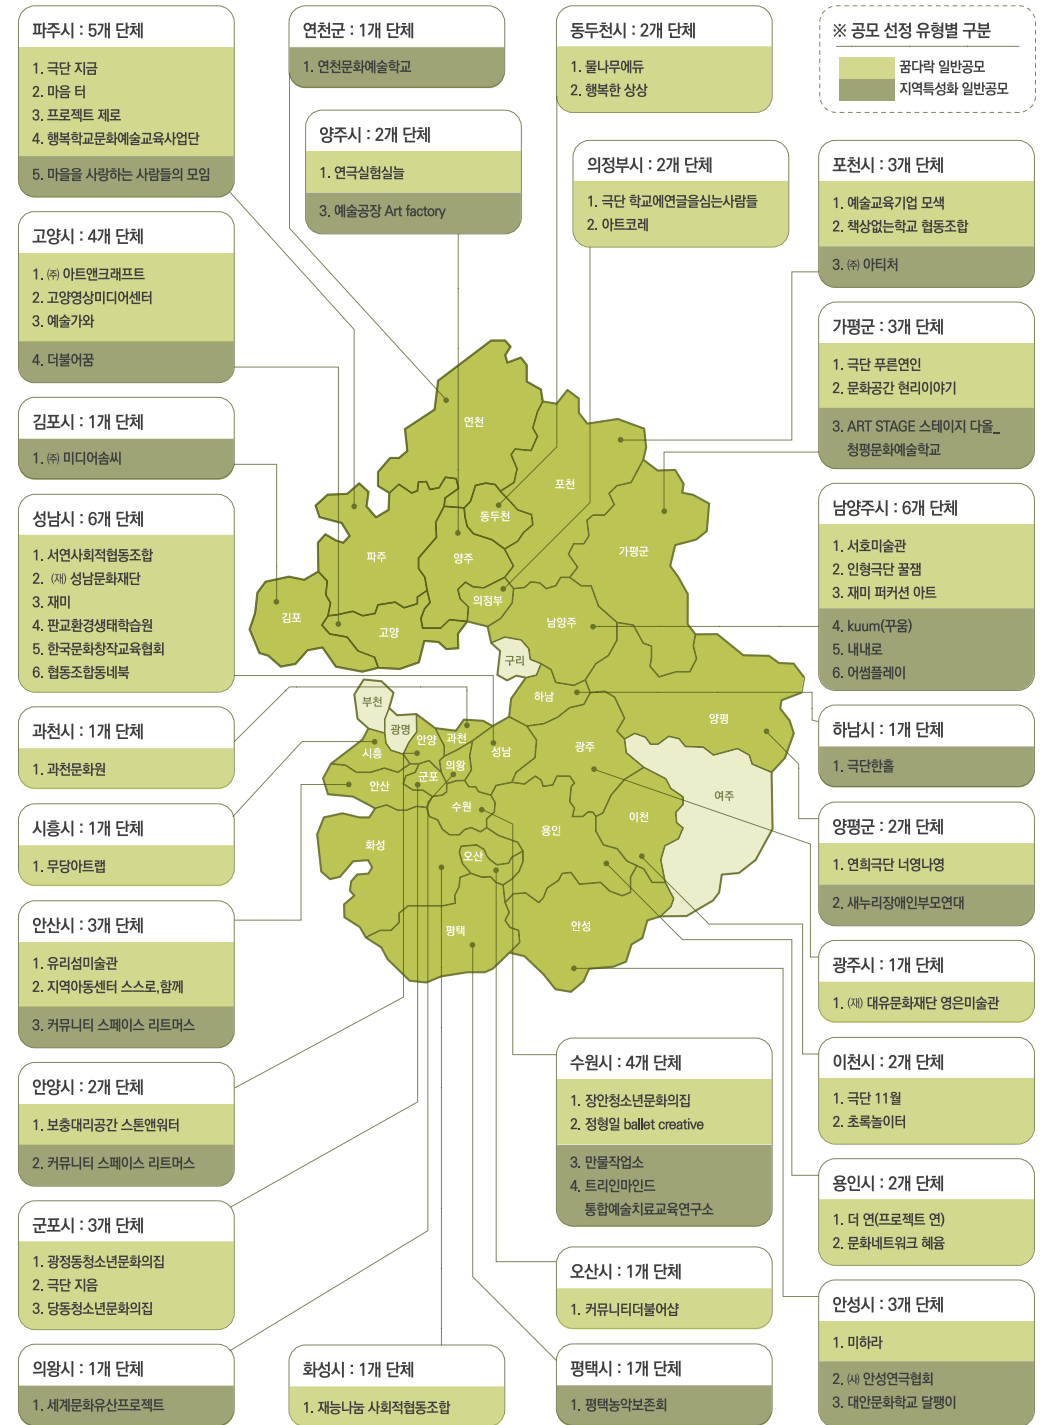 파주시 : 5개 단체
1. 극단 지금
2. 마음 터
3. 프로젝트 제로
4. 행복학교문화예술교육사업단
5. 마을을 사랑하는 사람들의 모임
연천군 : 1개 단체
1. 연천문화예술학교
동두천시 : 2개 단체
1. 물나무에듀
2. 행복한 상상
※ 공모 선정 유형별 구분
꿈다락 일반공모
지역특성화 일반공모
양주시 : 2개 단체
1. 연극실험실늘
3. 예술공장 Art factory
의정부시 : 2개 단체
1. 극단 학교에연글을심는사람들
2. 아트코레
포천시 : 3개 단체
1. 예술교육기업 모색
2. 책상없는학교 협동조합
3. ㈜ 아티처
고양시 : 4개 단체
1. ㈜ 아트앤크래프트
2. 고양영상미디어센터
3. 예술가와
4. 더불어꿈
가평군 : 3개 단체
1. 극단 푸른연인
2. 문화공간 현리이야기
3. ART STAGE 스테이지 다올_
청평문화예술학교
김포시 : 1개 단체
1. ㈜ 미디어솜씨
성남시 : 6개 단체
1. 서연사회적협동조합
2. ㈶ 성남문화재단
3. 재미
4. 판교환경생태학습원
5. 한국문화창작교육협회
6. 협동조합동네북
남양주시 : 6개 단체
1. 서호미술관
2. 인형극단 꿀잼
3. 재미 퍼커션 아트
4. kuum(꾸움)
5. 내내로
6. 어썸플레이
과천시 : 1개 단체
1. 과천문화원
하남시 : 1개 단체
1. 극단한홀
시흥시 : 1개 단체
1. 무당아트랩
양평군 : 2개 단체
1. 연희극단 너영나영
2. 새누리장애인부모연대
안산시 : 3개 단체
1. 유리섬미술관
2. 지역아동센터 스스로,함께
3. 커뮤니티 스페이스 리트머스
광주시 : 1개 단체
1. ㈶ 대유문화재단 영은미술관
안양시 : 2개 단체
1. 보충대리공간 스톤앤워터
2. 커뮤니티 스페이스 리트머스
수원시 : 4개 단체
1. 장안청소년문화의집
2. 정형일 ballet creative
3. 만물작업소
4. 트리인마인드
통합예술치료교육연구소
이천시 : 2개 단체
1. 극단 11월
2. 초록놀이터
용인시 : 2개 단체
1. 더 연(프로젝트 연)
2. 문화네트워크 혜윰
군포시 : 3개 단체
1. 광정동청소년문화의집
2. 극단 지음
3. 당동청소년문화의집
오산시 : 1개 단체
1. 커뮤니티더불어샵
안성시 : 3개 단체
1. 미하라
2. ㈳ 안성연극협회
3. 대안문화학교 달팽이
의왕시 : 1개 단체
1. 세계문화유산프로젝트
화성시 : 1개 단체
1. 재능나눔 사회적협동조합
평택시 : 1개 단체
1. 평택농악보존회
연천
포천
동두천
가평군
파주
양주
의정부
김포
고양
남양주
구리
하남
부천
광명
안양
과천
성남
광주
양평
시흥
의왕
군포
안산
수원
여주
이천
용인
화성
오산
평택
안성